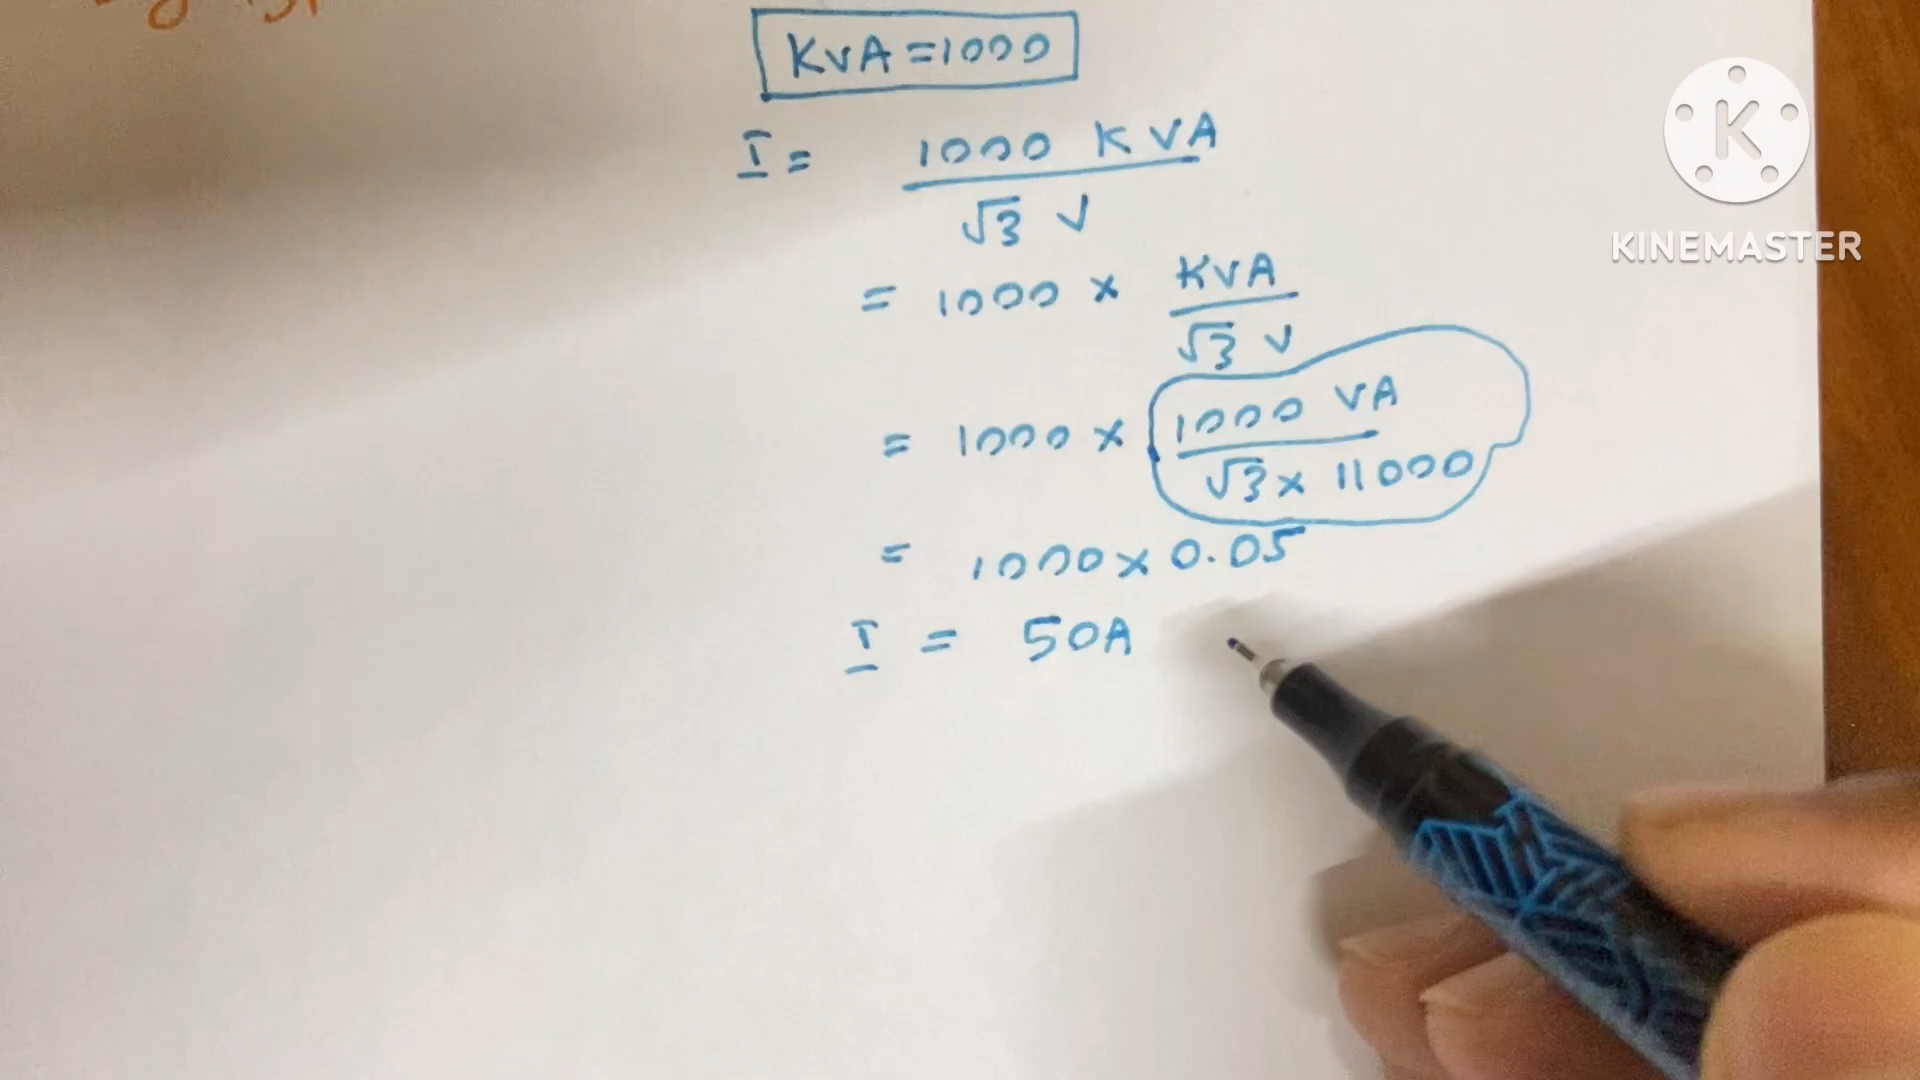 KVA = 1000
I = 1000 KVA
√3 V
= 1000 × KVA
√3 V
= 1000 × 1000 VA
√3 × 11000
= 1000 × 0.05
I = 50A
K
KINEMASTER